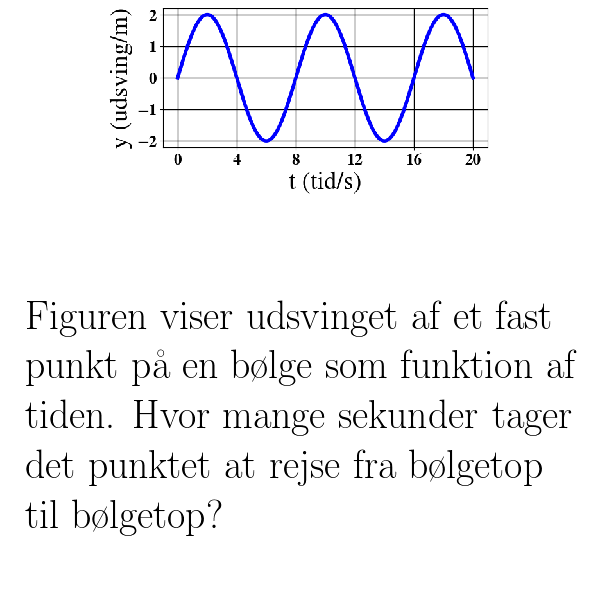 2
1
0
−1
−2
y (udsving/m)
0 4 8 12 16 20
t (tid/s)
Figuren viser udsvinget af et fast
punkt på en bølge som funktion af
tiden. Hvor mange sekunder tager
det punktet at rejse fra bølgetop
til bølgetop?